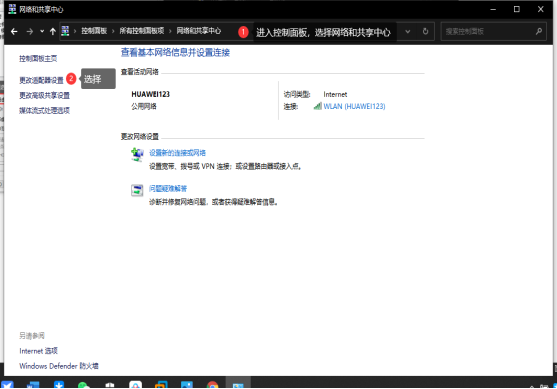 网络和共享中心
控制面板 › 所有控制面板项 › 网络和共享中心
1 进入控制面板，选择网络和共享中心
搜索控制面板
控制面板主页
更改适配器设置
2 选择
更改高级共享设置
媒体流式处理选项
查看基本网络信息并设置连接
查看活动网络
HUAWEI123
公用网络
访问类型: Internet
连接: WLAN (HUAWEI123)
更改网络设置
设置新的连接或网络
设置宽带、拨号或 VPN 连接；或设置路由器或接入点。
问题疑难解答
诊断并修复网络问题，或者获得疑难解答信息。
另请参阅
Internet 选项
Windows Defender 防火墙